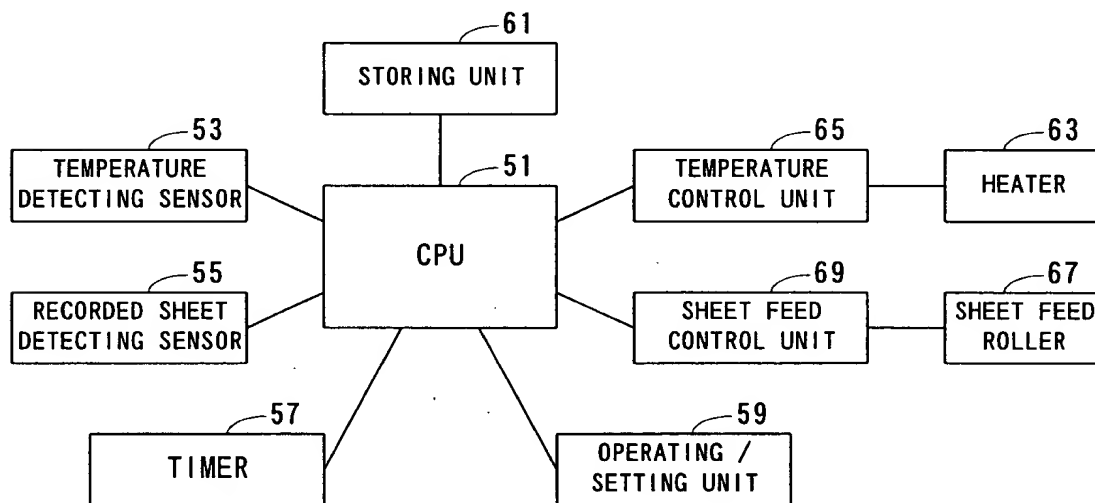 61
STORING UNIT
53
TEMPERATURE
DETECTING SENSOR
51
CPU
65
TEMPERATURE
CONTROL UNIT
63
HEATER
55
RECORDED SHEET
DETECTING SENSOR
69
SHEET FEED
CONTROL UNIT
67
SHEET FEED
ROLLER
57
TIMER
59
OPERATING /
SETTING UNIT